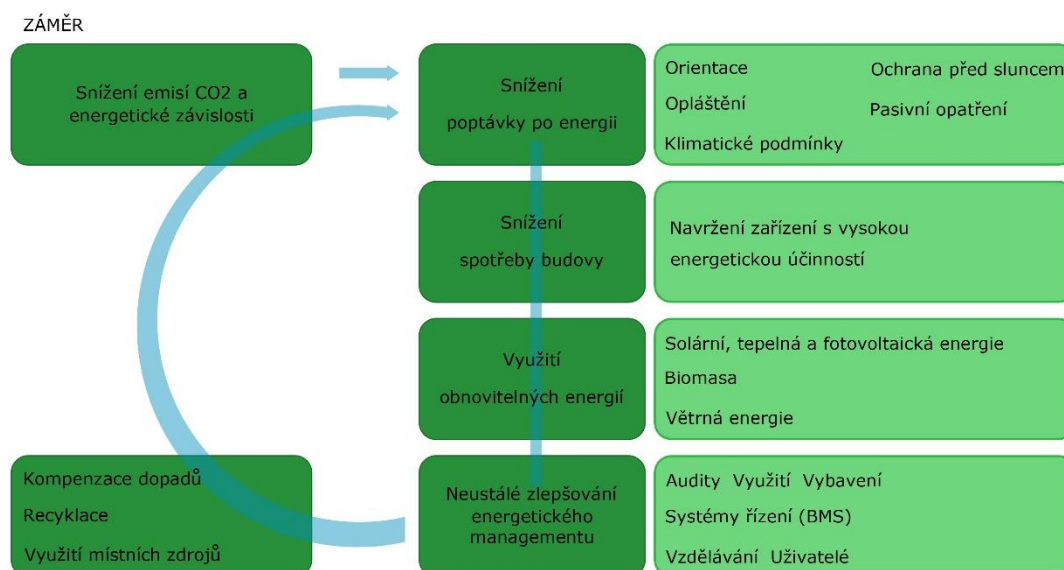 ZÁMĚR
Snížení emisí CO2 a
energetické závislosti
Snížení
poptávky po energii
Orientace
Ochrana před sluncem
Opláštění
Pasivní opatření
Klimatické podmínky
Snížení
spotřeby budovy
Navržení zařízení s vysokou
energetickou účinností
Využití
obnovitelných energií
Solární, tepelná a fotovoltaická energie
Biomasa
Větrná energie
Kompenzace dopadů
Recyklace
Využití místních zdrojů
Neustálé zlepšování
energetického
managementu
Audity Využití Vybavení
Systémy řízení (BMS)
Vzdělávání Uživatelé